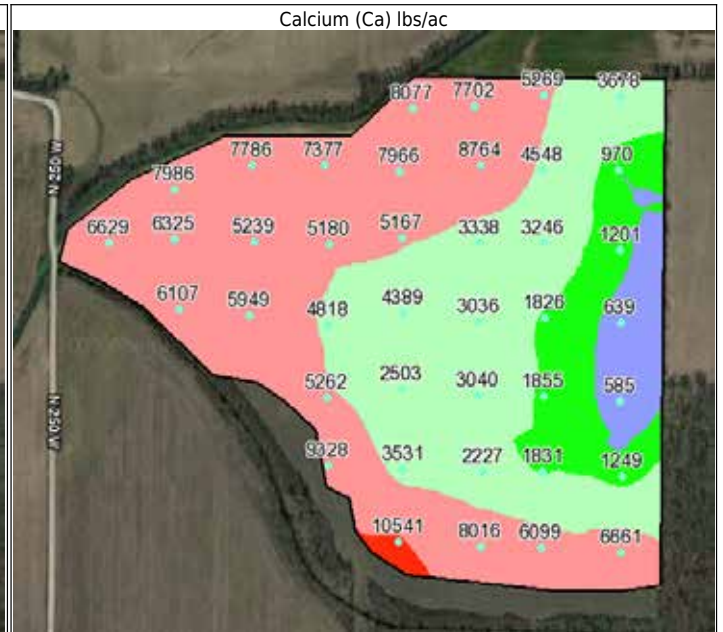 Calcium (Ca) lbs/ac
8077 7702 5269 3678
7786 7377 7966 8764 4548 970
7986
6629 6325 5239 5180 5167 3338 3246 1201
6107 5949 4818 4389 3036 1826 639
5262 2503 3040 1855 585
9328 3531 2227 1831 1249
10541 8016 6099 6661
N 250 W
N 250 W